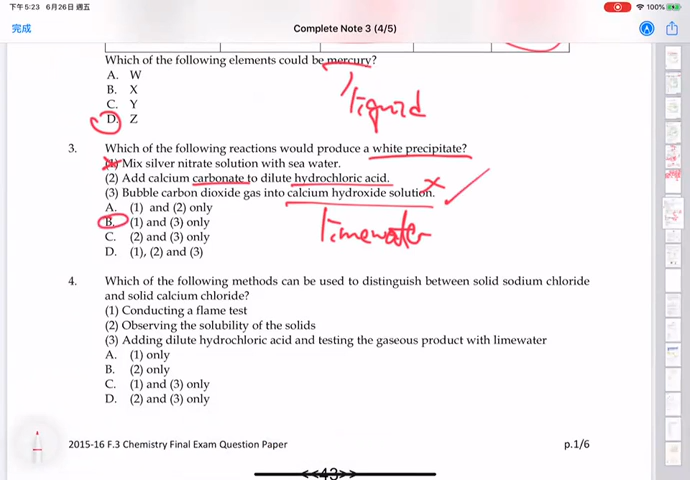 下午5:23 6月26日 週五
100%
完成
Complete Note 3 (4/5)
Which of the following elements could be mercury?
A. W
B. X
C. Y
D. Z
liquid
3. Which of the following reactions would produce a white precipitate?
(1) Mix silver nitrate solution with sea water.
(2) Add calcium carbonate to dilute hydrochloric acid.
(3) Bubble carbon dioxide gas into calcium hydroxide solution.
A. (1) and (2) only
B. (1) and (3) only
C. (2) and (3) only
D. (1), (2) and (3)
limewater
4. Which of the following methods can be used to distinguish between solid sodium chloride
and solid calcium chloride?
(1) Conducting a flame test
(2) Observing the solubility of the solids
(3) Adding dilute hydrochloric acid and testing the gaseous product with limewater
A. (1) only
B. (2) only
C. (1) and (3) only
D. (2) and (3) only
2015-16 F.3 Chemistry Final Exam Question Paper
p.1/6